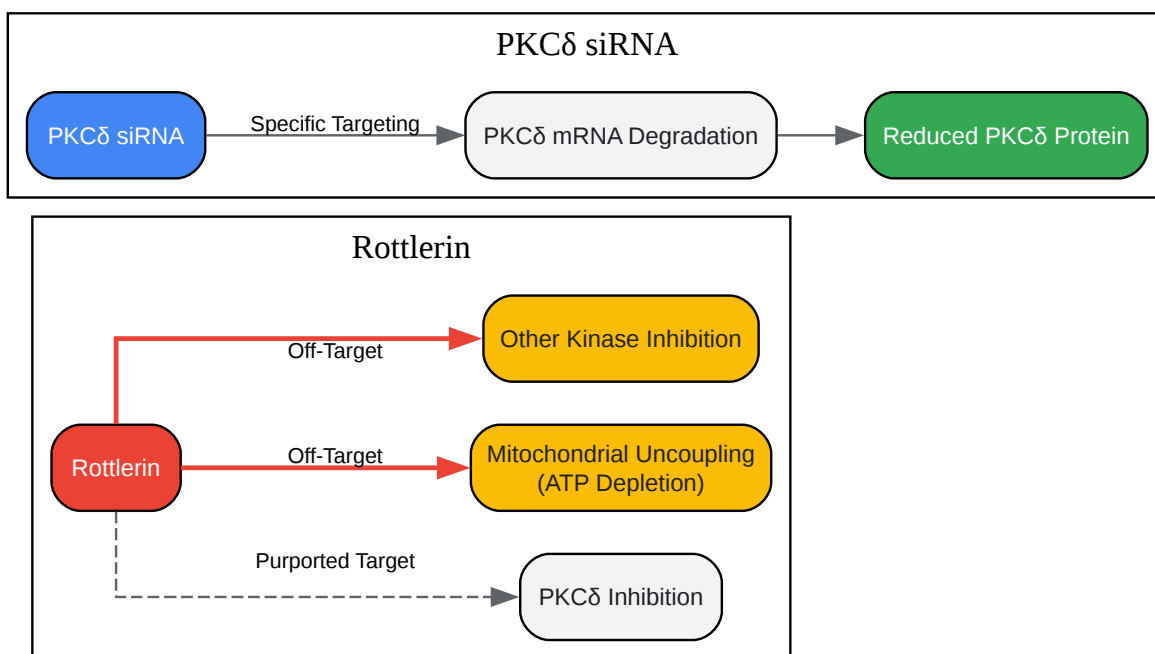 PKCδ siRNA
PKCδ siRNA
Specific Targeting
PKCδ mRNA Degradation
Reduced PKCδ Protein
Rottlerin
Other Kinase Inhibition
Off-Target
Rottlerin
Off-Target
Mitochondrial Uncoupling
(ATP Depletion)
Purported Target
PKCδ Inhibition